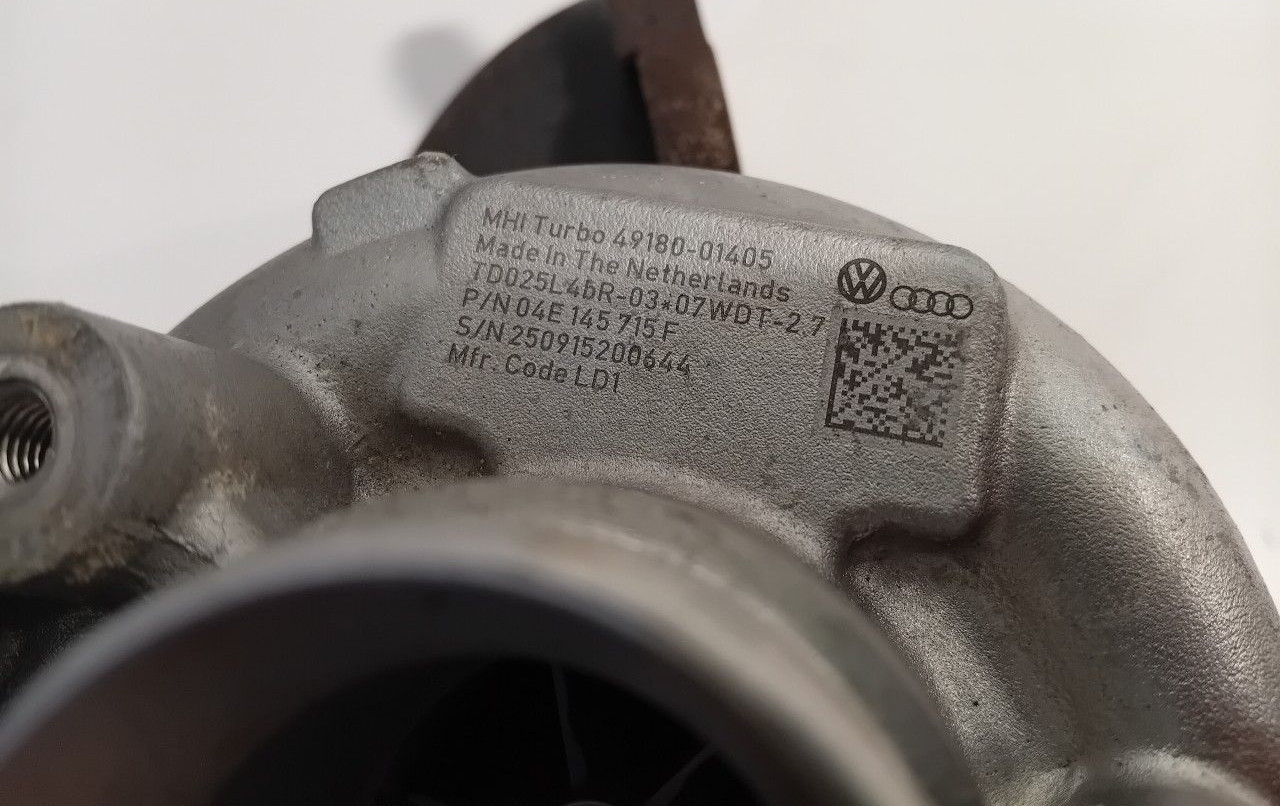 MHI Turbo 49180-01405
Made In The Netherlands
TD025L4bR-03*07WDT-2.7
P/N 04E 145 715 F
S/N 250915200644
Mfr. Code LD1